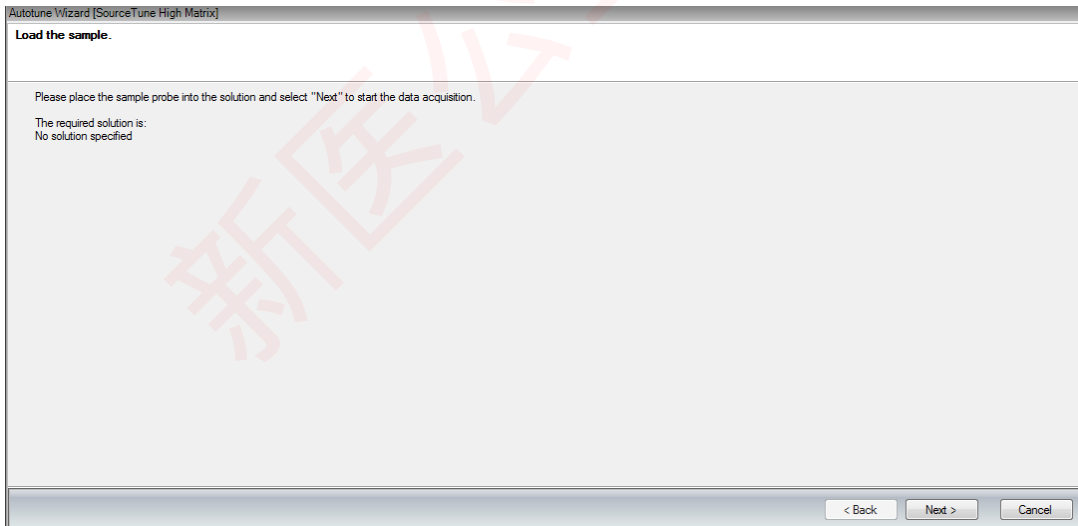 Autotune Wizard [SourceTune High Matrix]
Load the sample.
Please place the sample probe into the solution and select "Next" to start the data acquisition.
The required solution is:
No solution specified
新医公
< Back
Next >
Cancel